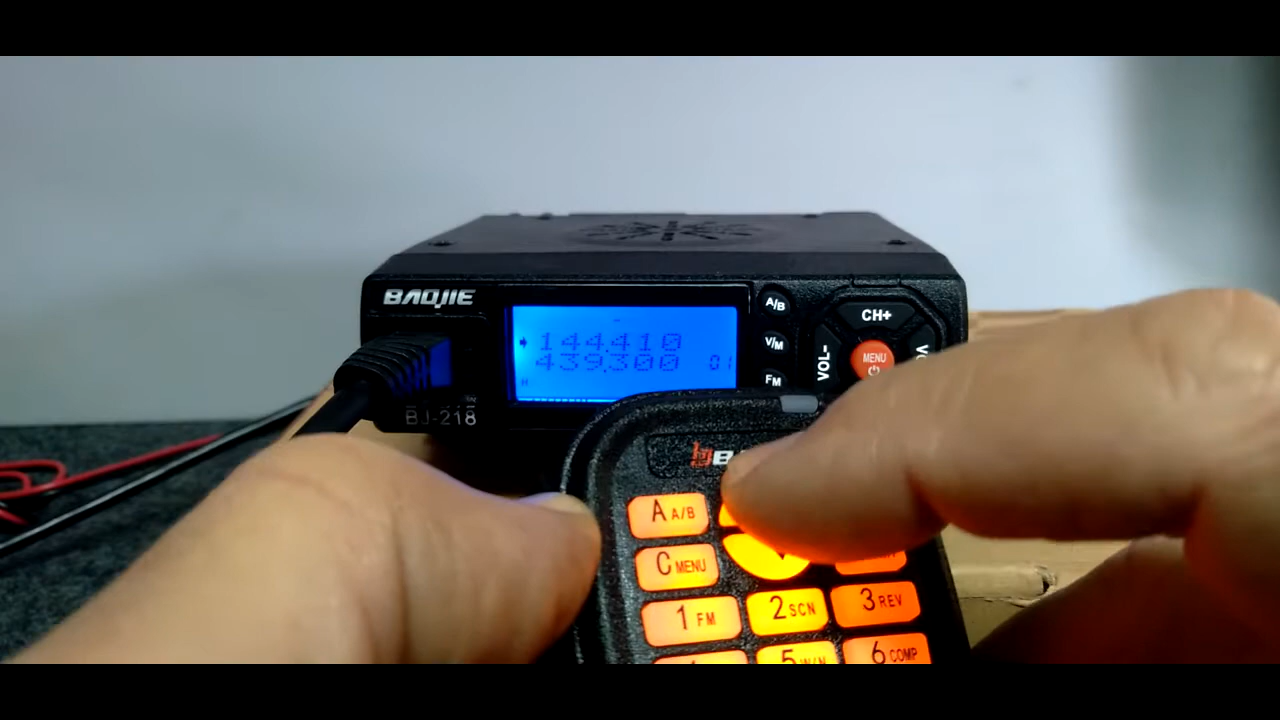 BAOJIE
A/B
CH+
144.410
V/M
VOL-
MENU
439.300 01
H
FM
BJ-218
A A/B
C MENU
1 FM
2 SCN
3 REV
5 W/N
6 COMP